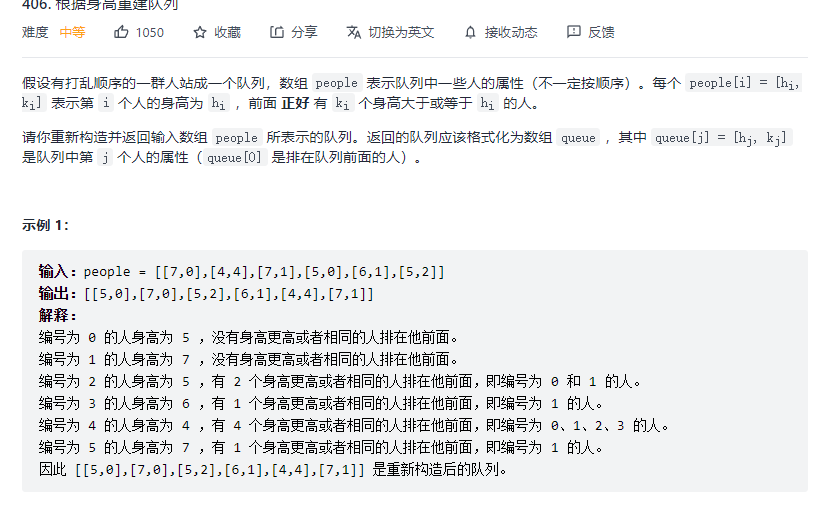 406. 根据身高重建队列
难度 中等 1050 收藏 分享 切换为英文 接收动态 反馈
假设有打乱顺序的一群人站成一个队列，数组 people 表示队列中一些人的属性（不一定按顺序）。每个 people[i] = [hi,
ki] 表示第 i 个人的身高为 hi ，前面 正好 有 ki 个身高大于或等于 hi 的人。
请你重新构造并返回输入数组 people 所表示的队列。返回的队列应该格式化为数组 queue ，其中 queue[j] = [hj, kj]
是队列中第 j 个人的属性（queue[0] 是排在队列前面的人）。
示例 1：
输入：people = [[7,0],[4,4],[7,1],[5,0],[6,1],[5,2]]
输出：[[5,0],[7,0],[5,2],[6,1],[4,4],[7,1]]
解释：
编号为 0 的人身高为 5 ，没有身高更高或者相同的人排在他前面。
编号为 1 的人身高为 7 ，没有身高更高或者相同的人排在他前面。
编号为 2 的人身高为 5 ，有 2 个身高更高或者相同的人排在他前面，即编号为 0 和 1 的人。
编号为 3 的人身高为 6 ，有 1 个身高更高或者相同的人排在他前面，即编号为 1 的人。
编号为 4 的人身高为 4 ，有 4 个身高更高或者相同的人排在他前面，即编号为 0、1、2、3 的人。
编号为 5 的人身高为 7 ，有 1 个身高更高或者相同的人排在他前面，即编号为 1 的人。
因此 [[5,0],[7,0],[5,2],[6,1],[4,4],[7,1]] 是重新构造后的队列。